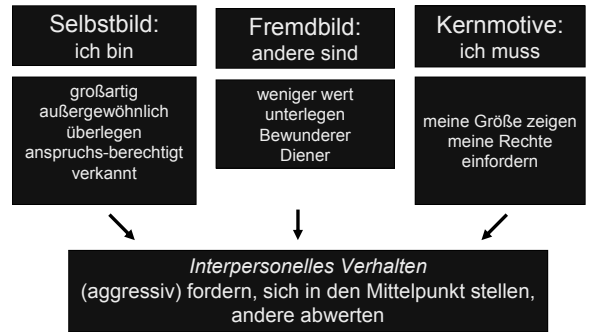 Selbstbild:
ich bin
großartig
außergewöhnlich
überlegen
anspruchs-berechtigt
verkannt
Fremdbild:
andere sind
weniger wert
unterlegen
Bewunderer
Diener
Kernmotive:
ich muss
meine Größe zeigen
meine Rechte
einfordern
Interpersonelles Verhalten
(aggressiv) fordern, sich in den Mittelpunkt stellen,
andere abwerten